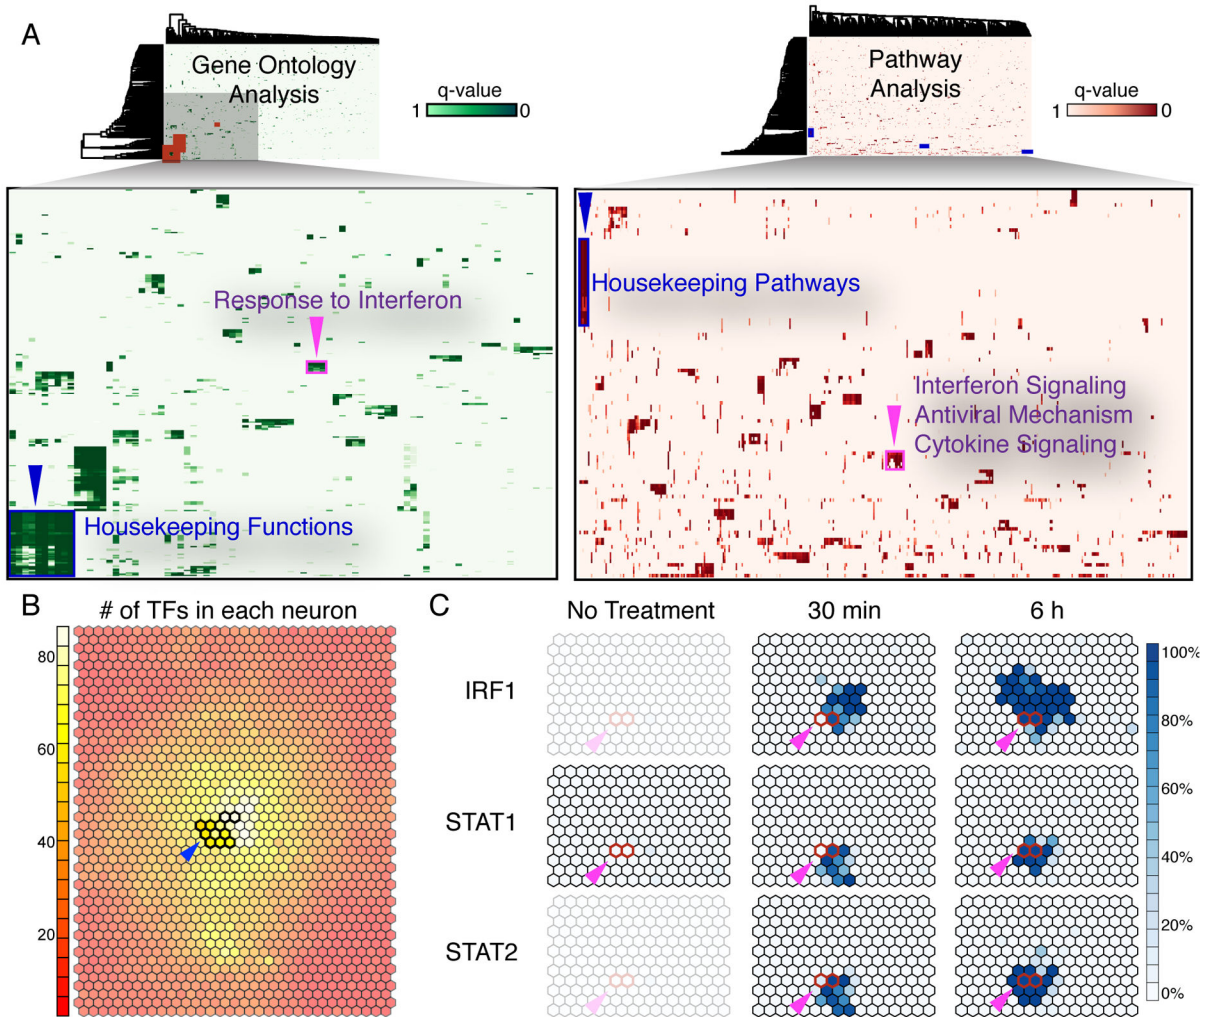 A
Gene Ontology
Analysis
q-value
1 0
Pathway
Analysis
q-value
1 0
Response to Interferon
Housekeeping Functions
Housekeeping Pathways
Interferon Signaling
Antiviral Mechanism
Cytokine Signaling
B
# of TFs in each neuron
80
60
40
20
C
No Treatment 30 min 6 h
IRF1
STAT1
STAT2
100%
80%
60%
40%
20%
0%